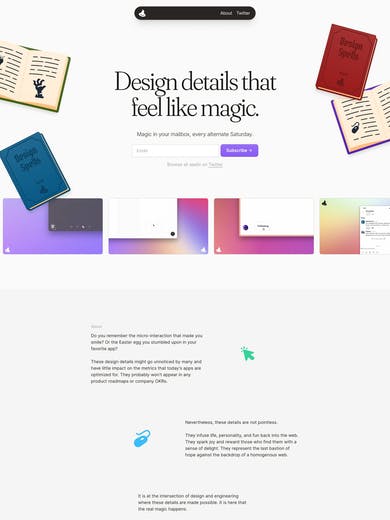 About Twitter
Design Spells
Design details that
feel like magic.
Magic in your mailbox, every alternate Saturday.
Email
Subscribe →
Design Spells
Browse all spells on Twitter
Following
About
Do you remember the micro-interaction that made you
smile? Or the Easter egg you stumbled upon in your
favorite app?
These design details might go unnoticed by many and
have little impact on the metrics that today's apps are
optimized for. They probably won't appear in any
product roadmaps or company OKRs.
Nevertheless, these details are not pointless.
They infuse life, personality, and fun back into the web.
They spark joy and reward those who find them with a
sense of delight. They represent the last bastion of
hope against the backdrop of a homogenous web.
It is at the intersection of design and engineering
where these details are made possible. It is here that
the real magic happens.